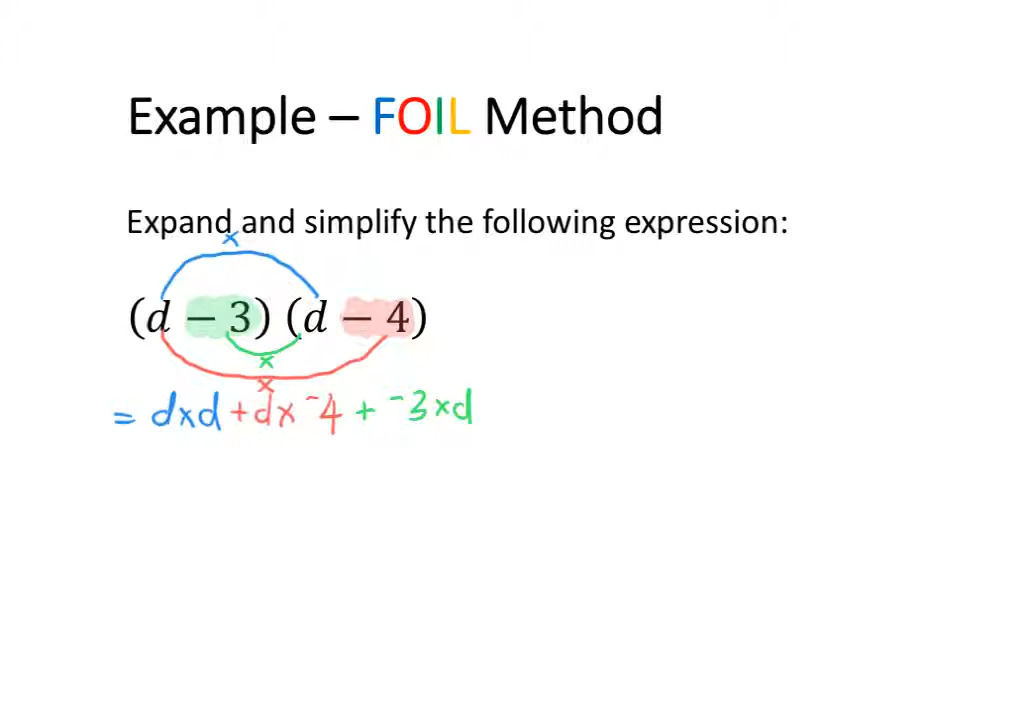 Example – FOIL Method
Expand and simplify the following expression:
×
(d − 3) (d − 4)
×
×
= d×d + d× ⁻4 + ⁻3×d